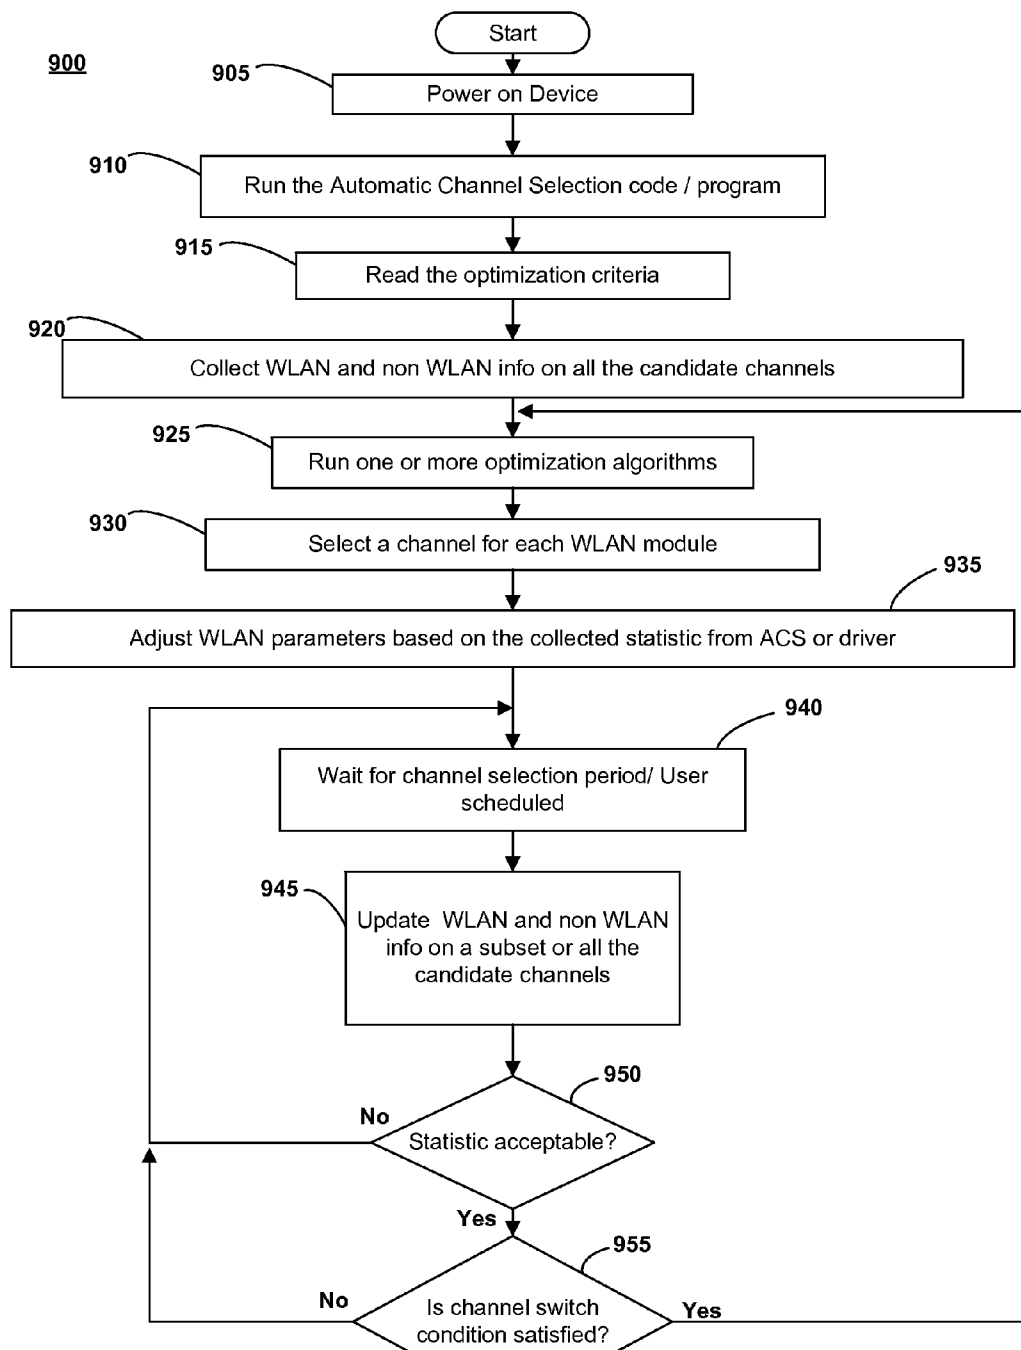 Start
900
905
Power on Device
910
Run the Automatic Channel Selection code / program
915
Read the optimization criteria
920
Collect WLAN and non WLAN info on all the candidate channels
925
Run one or more optimization algorithms
930
Select a channel for each WLAN module
935
Adjust WLAN parameters based on the collected statistic from ACS or driver
940
Wait for channel selection period/ User
scheduled
945
Update WLAN and non WLAN
info on a subset or all the
candidate channels
950
No
Statistic acceptable?
Yes
955
No
Is channel switch
condition satisfied?
Yes